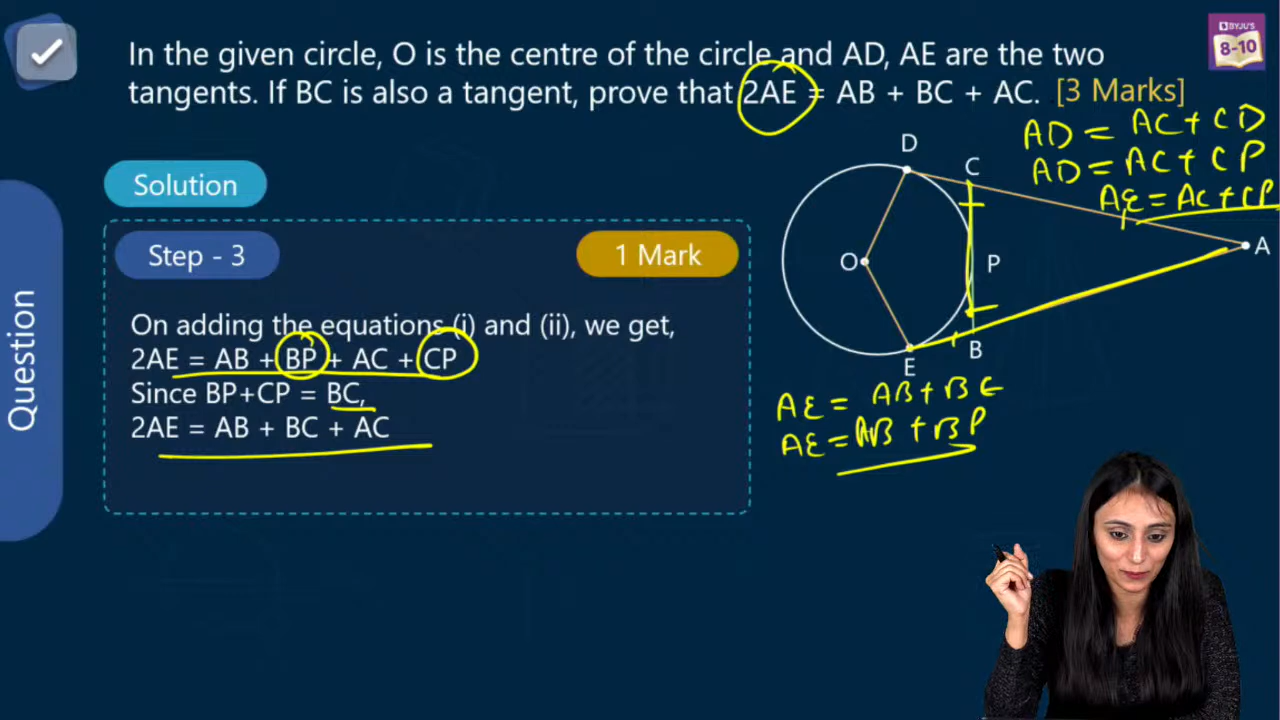 In the given circle, O is the centre of the circle and AD, AE are the two
tangents. If BC is also a tangent, prove that 2AE = AB + BC + AC. [3 Marks]
BYJU'S
8-10
Solution
Step - 3
1 Mark
On adding the equations (i) and (ii), we get,
2AE = AB + BP + AC + CP
Since BP+CP = BC,
2AE = AB + BC + AC
Question
AD = AC + CD
AD = AC + CP
AE = AC + CP
D
C
O
P
A
B
E
AE = AB + BE
AE = AB + BP